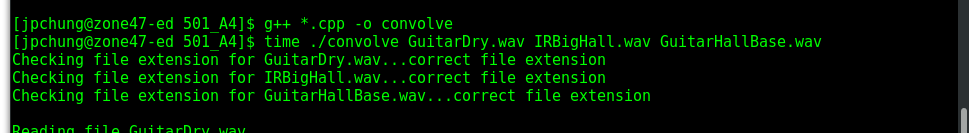 [jpchung@zone47-ed 501_A4]$ g++ *.cpp -o convolve
[jpchung@zone47-ed 501_A4]$ time ./convolve GuitarDry.wav IRBigHall.wav GuitarHallBase.wav
Checking file extension for GuitarDry.wav...correct file extension
Checking file extension for IRBigHall.wav...correct file extension
Checking file extension for GuitarHallBase.wav...correct file extension
Reading file GuitarDry.wav